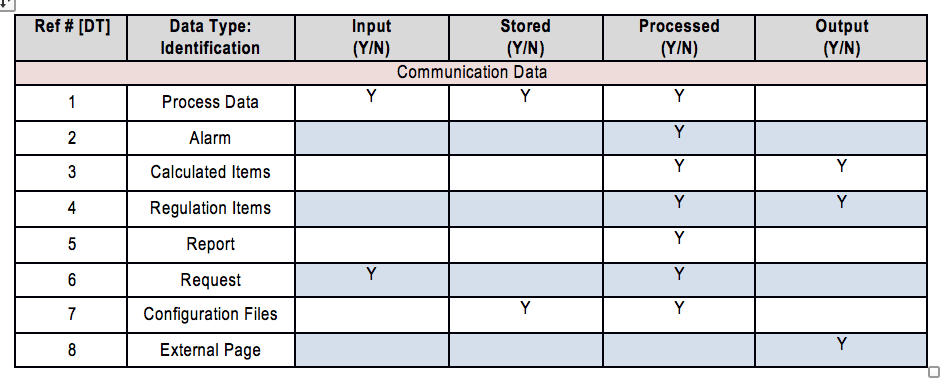 Ref # [DT] Data Type: Identification Input (Y/N) Stored (Y/N) Processed (Y/N) Output (Y/N)
Communication Data
1 Process Data Y Y Y
2 Alarm Y
3 Calculated Items Y Y
4 Regulation Items Y Y
5 Report Y
6 Request Y Y
7 Configuration Files Y Y
8 External Page Y